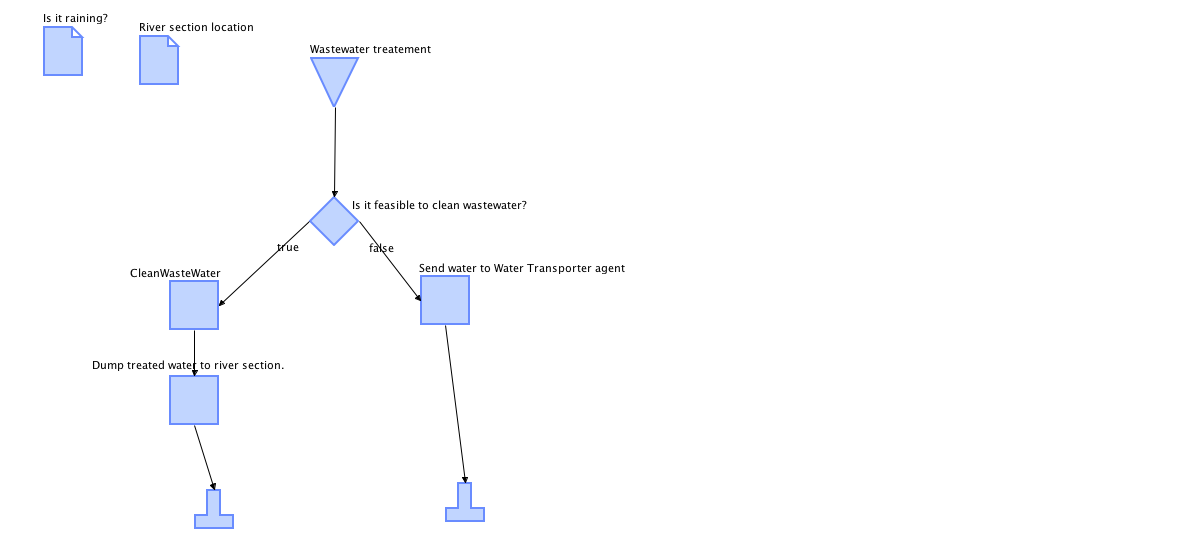 Is it raining?
River section location
Wastewater treatement
Is it feasible to clean wastewater?
true
false
CleanWasteWater
Send water to Water Transporter agent
Dump treated water to river section.